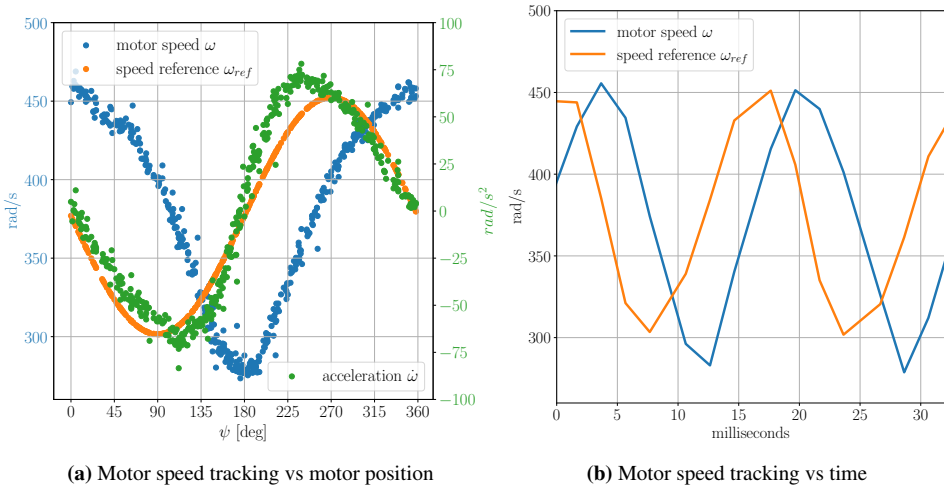 500
450
400
350
300
rad/s
motor speed ω
speed reference ω_ref
acceleration ω̇
100
75
50
25
0
−25
−50
−75
−100
rad/s²
0 45 90 135 180 225 270 315 360
ψ [deg]
(a) Motor speed tracking vs motor position
500
450
400
350
300
rad/s
motor speed ω
speed reference ω_ref
0 5 10 15 20 25 30
milliseconds
(b) Motor speed tracking vs time